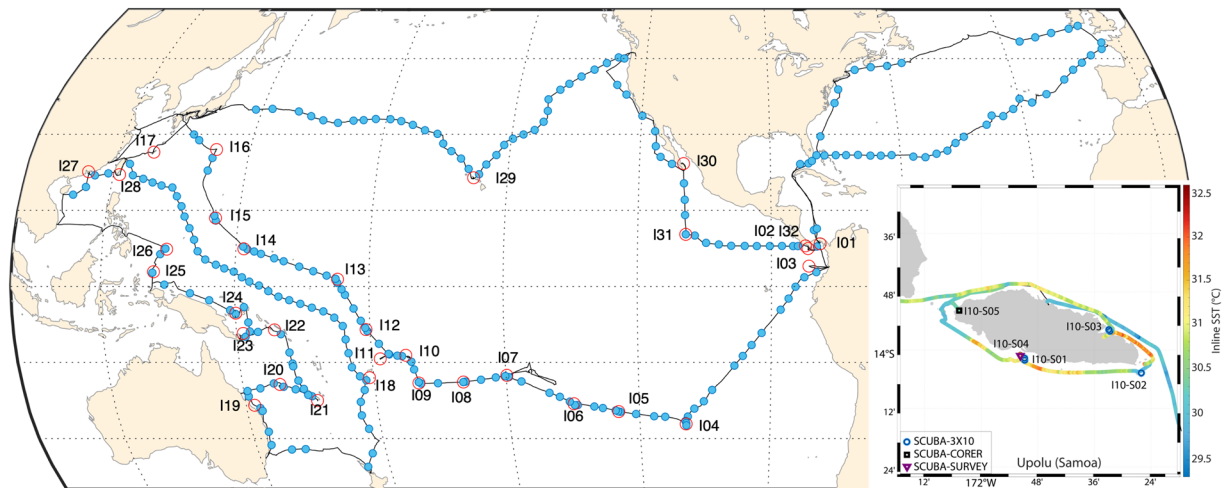 I17
I27
I16
I28
I29
I30
I15
I31
I02
I32
I01
I14
I03
I26
I25
I13
I24
I12
I22
I23
I11
I10
I07
I18
I09
I08
I20
I05
I19
I21
I06
I04
32.5
36'
32
31.5
48'
I10-S05
I10-S03
31
Inline SST (°C)
I10-S04
14°S
I10-S01
30.5
I10-S02
12'
30
SCUBA-3X10
SCUBA-CORER
SCUBA-SURVEY
Upolu (Samoa)
29.5
24'
12'
172°W
48'
36'
24'